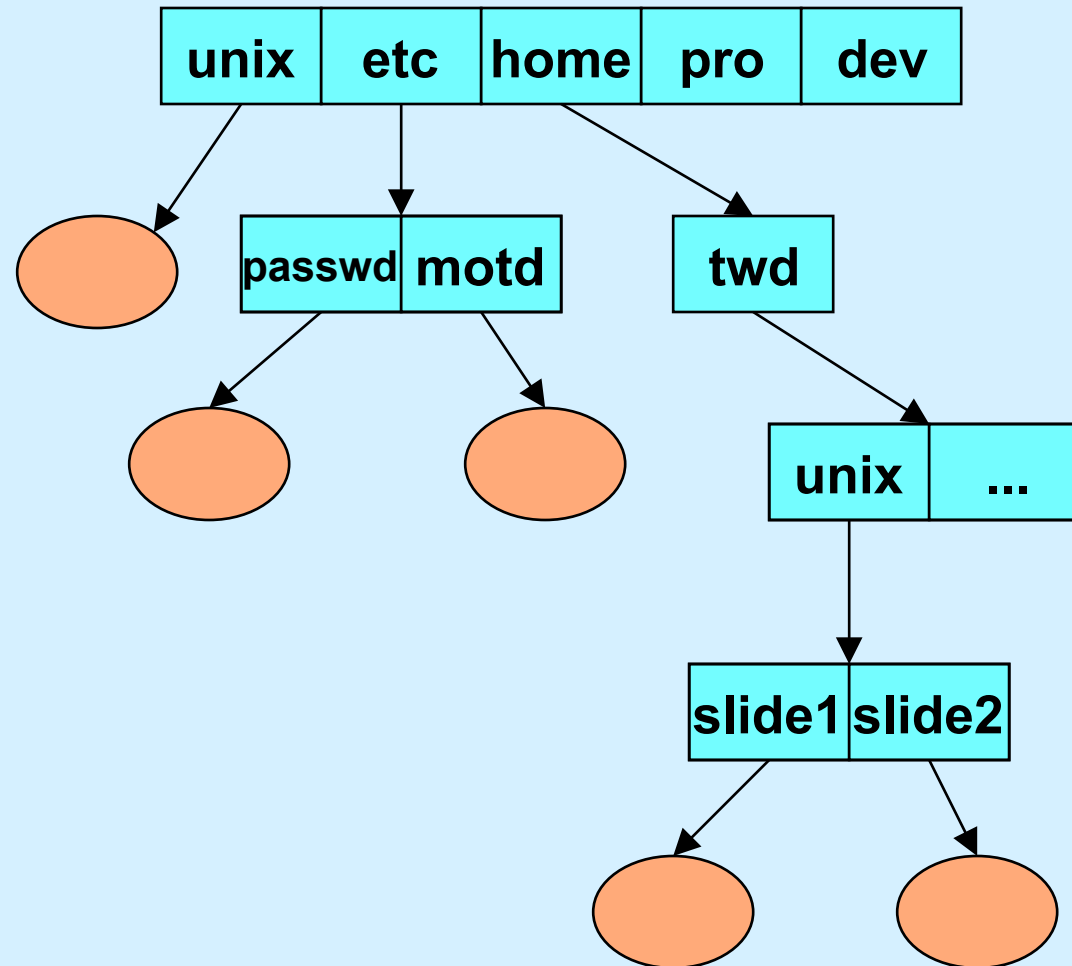 unix etc home pro dev
passwd motd twd
unix ...
slide1 slide2